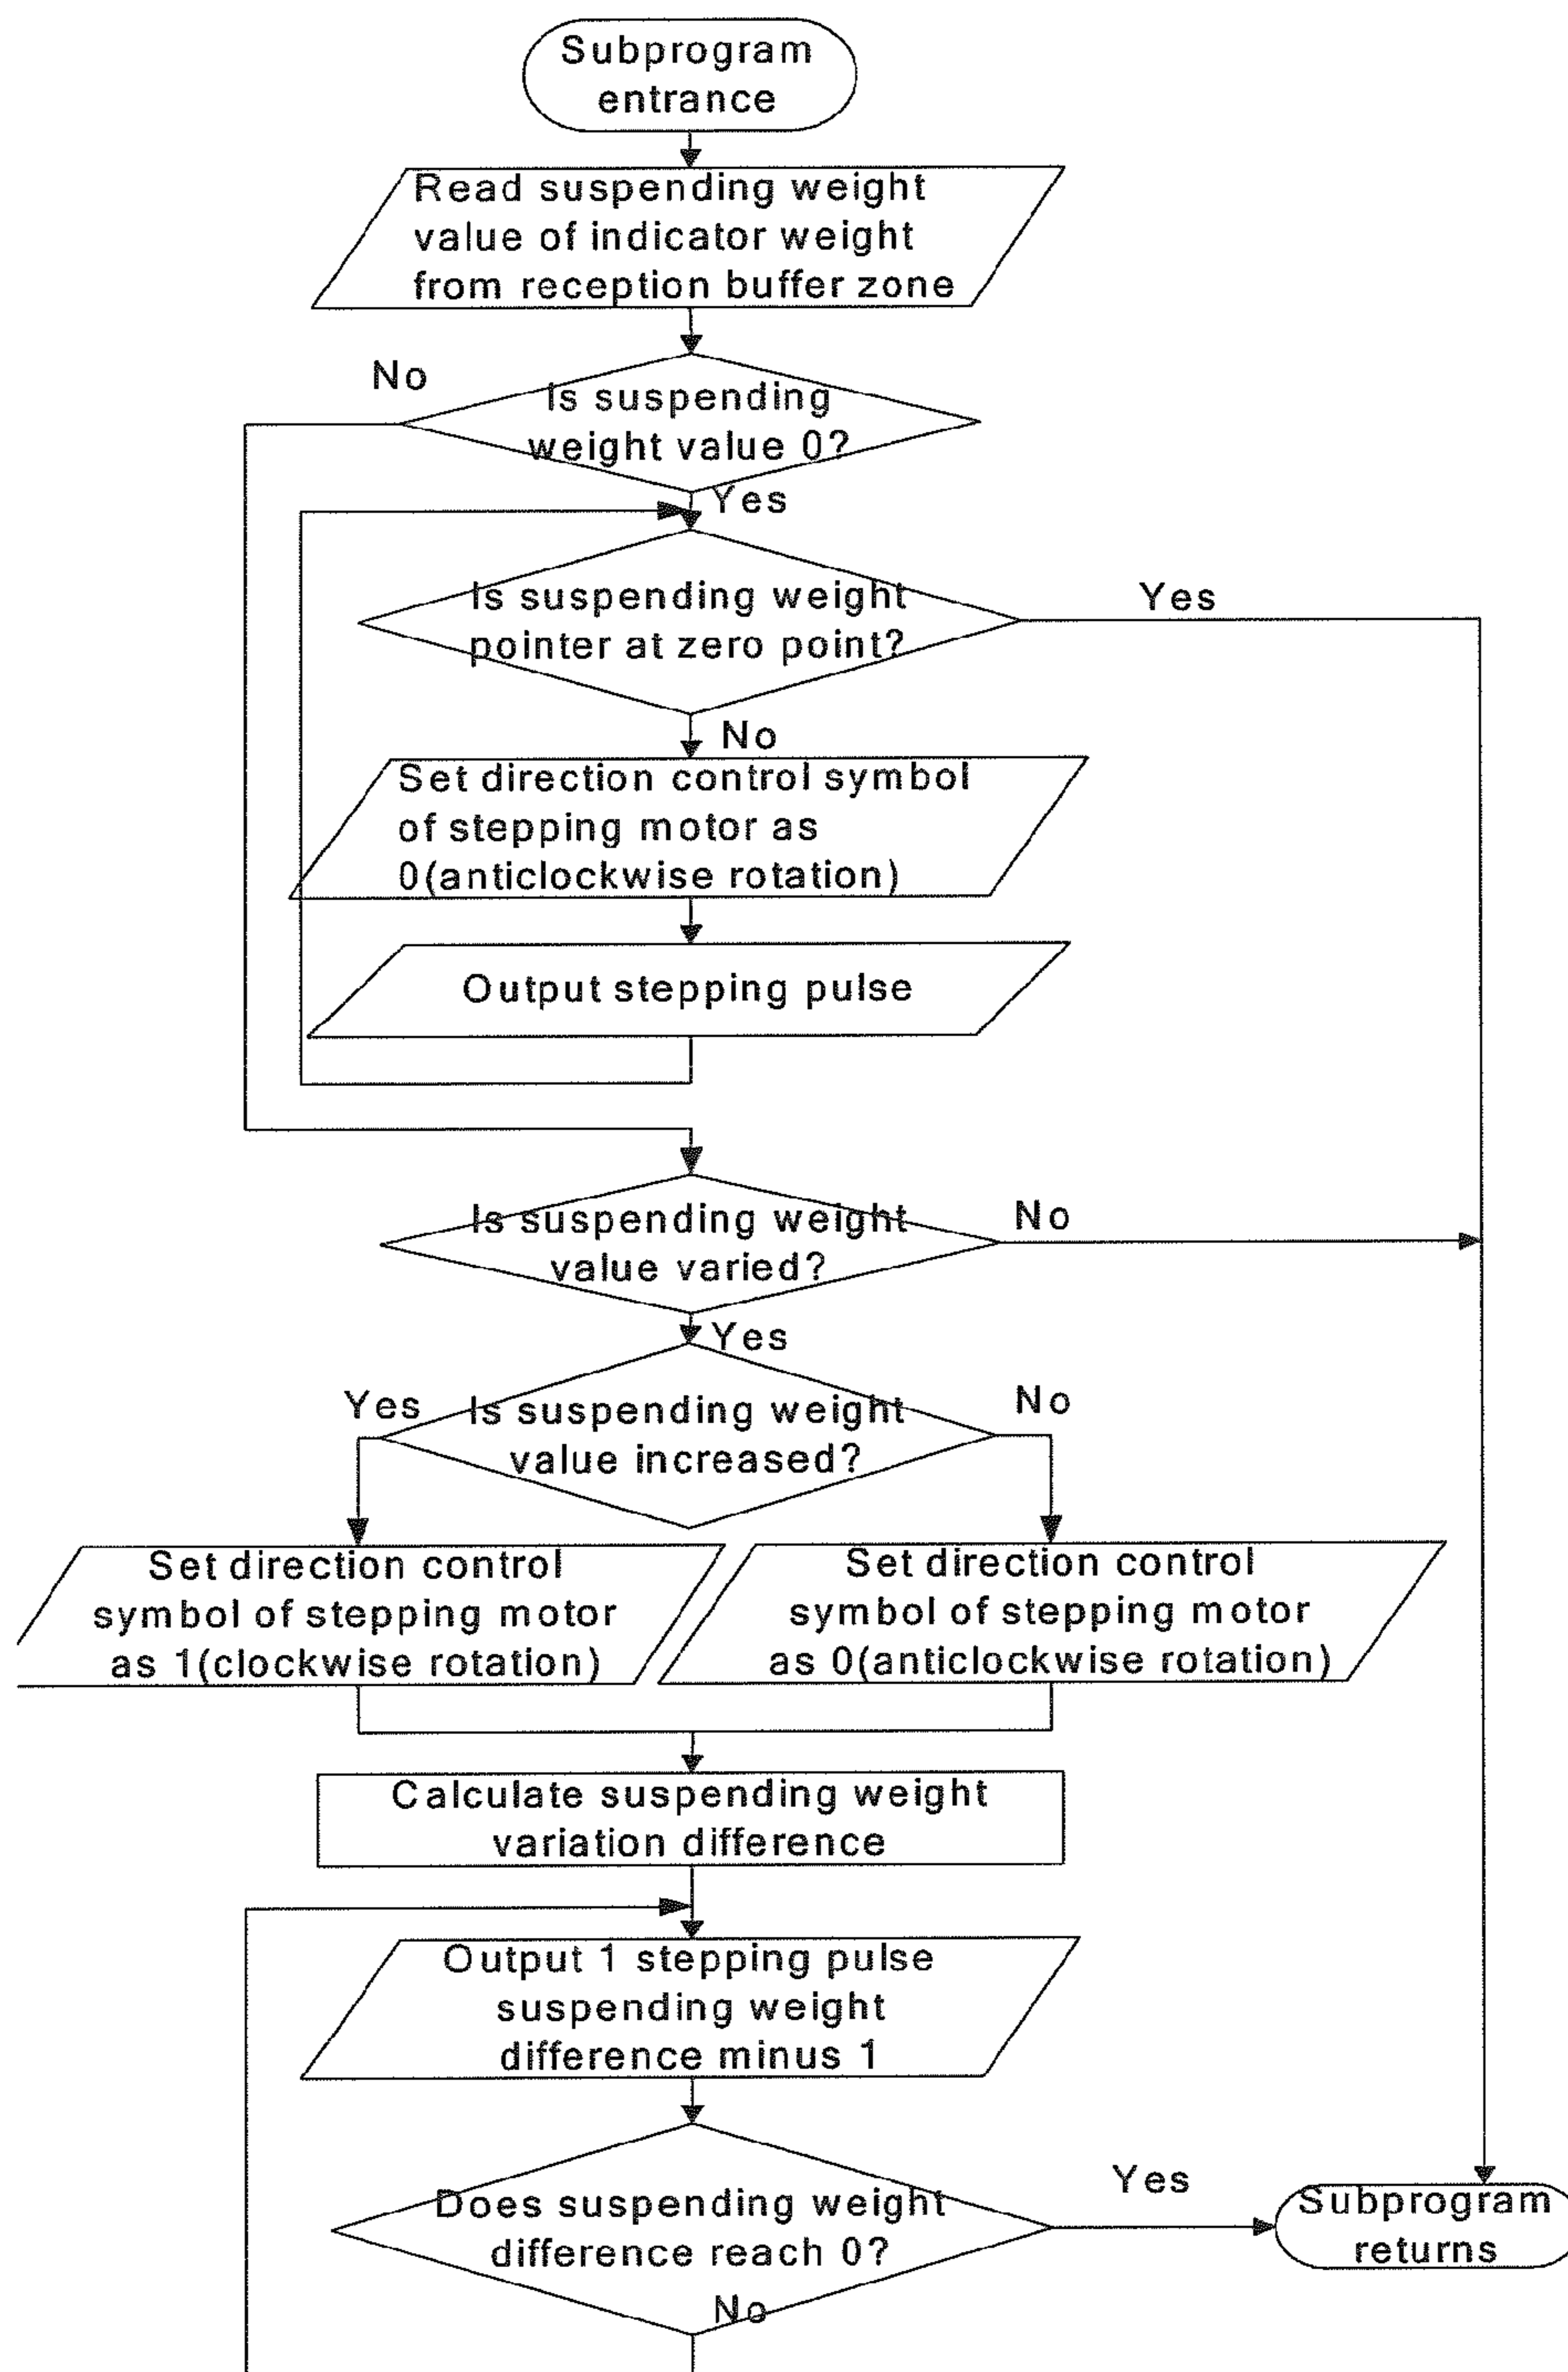 Subprogram
entrance
Read suspending weight
value of indicator weight
from reception buffer zone
No
Is suspending
weight value 0?
Yes
Is suspending weight
pointer at zero point?
Yes
No
Set direction control symbol
of stepping motor as
0(anticlockwise rotation)
Output stepping pulse
Is suspending weight
value varied?
No
Yes
Yes
Is suspending weight
value increased?
No
Set direction control
symbol of stepping motor
as 1(clockwise rotation)
Set direction control
symbol of stepping motor
as 0(anticlockwise rotation)
Calculate suspending weight
variation difference
Output 1 stepping pulse
suspending weight
difference minus 1
Does suspending weight
difference reach 0?
Yes
No
Subprogram
returns